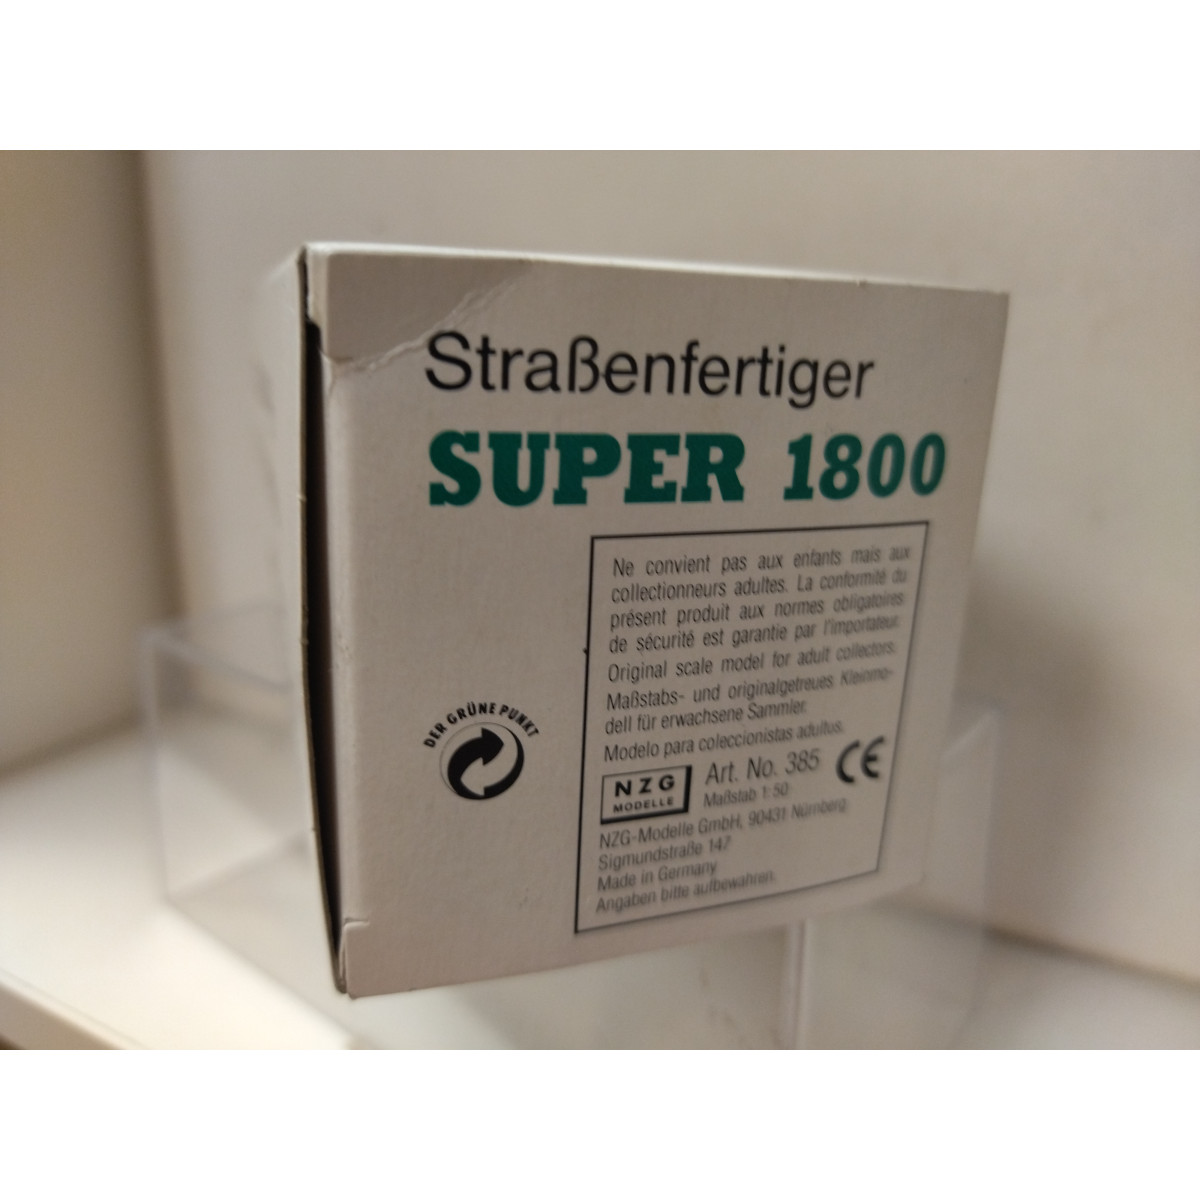 Straßenfertiger
SUPER 1800
Ne convient pas aux enfants mais aux
collectionneurs adultes. La conformité du
présent produit aux normes obligatoires
de sécurité est garantie par l'importateur.
Original scale model for adult collectors.
Maßstabs- und originalgetreues Kleinmo-
dell für erwachsene Sammler.
Modelo para coleccionistas adultos.
NZG
MODELLE
Art. No. 385
Maßstab 1:50
CE
NZG-Modelle GmbH, 90431 Nürnberg
Sigmundstraße 147
Made in Germany
Angaben bitte aufbewahren.
DER GRÜNE PUNKT